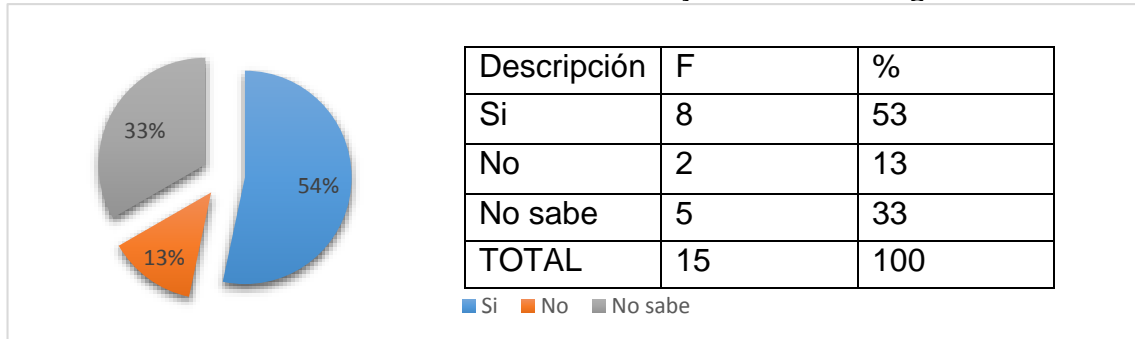 33%
54%
13%
Descripción F %
Si 8 53
No 2 13
No sabe 5 33
TOTAL 15 100
Si No No sabe